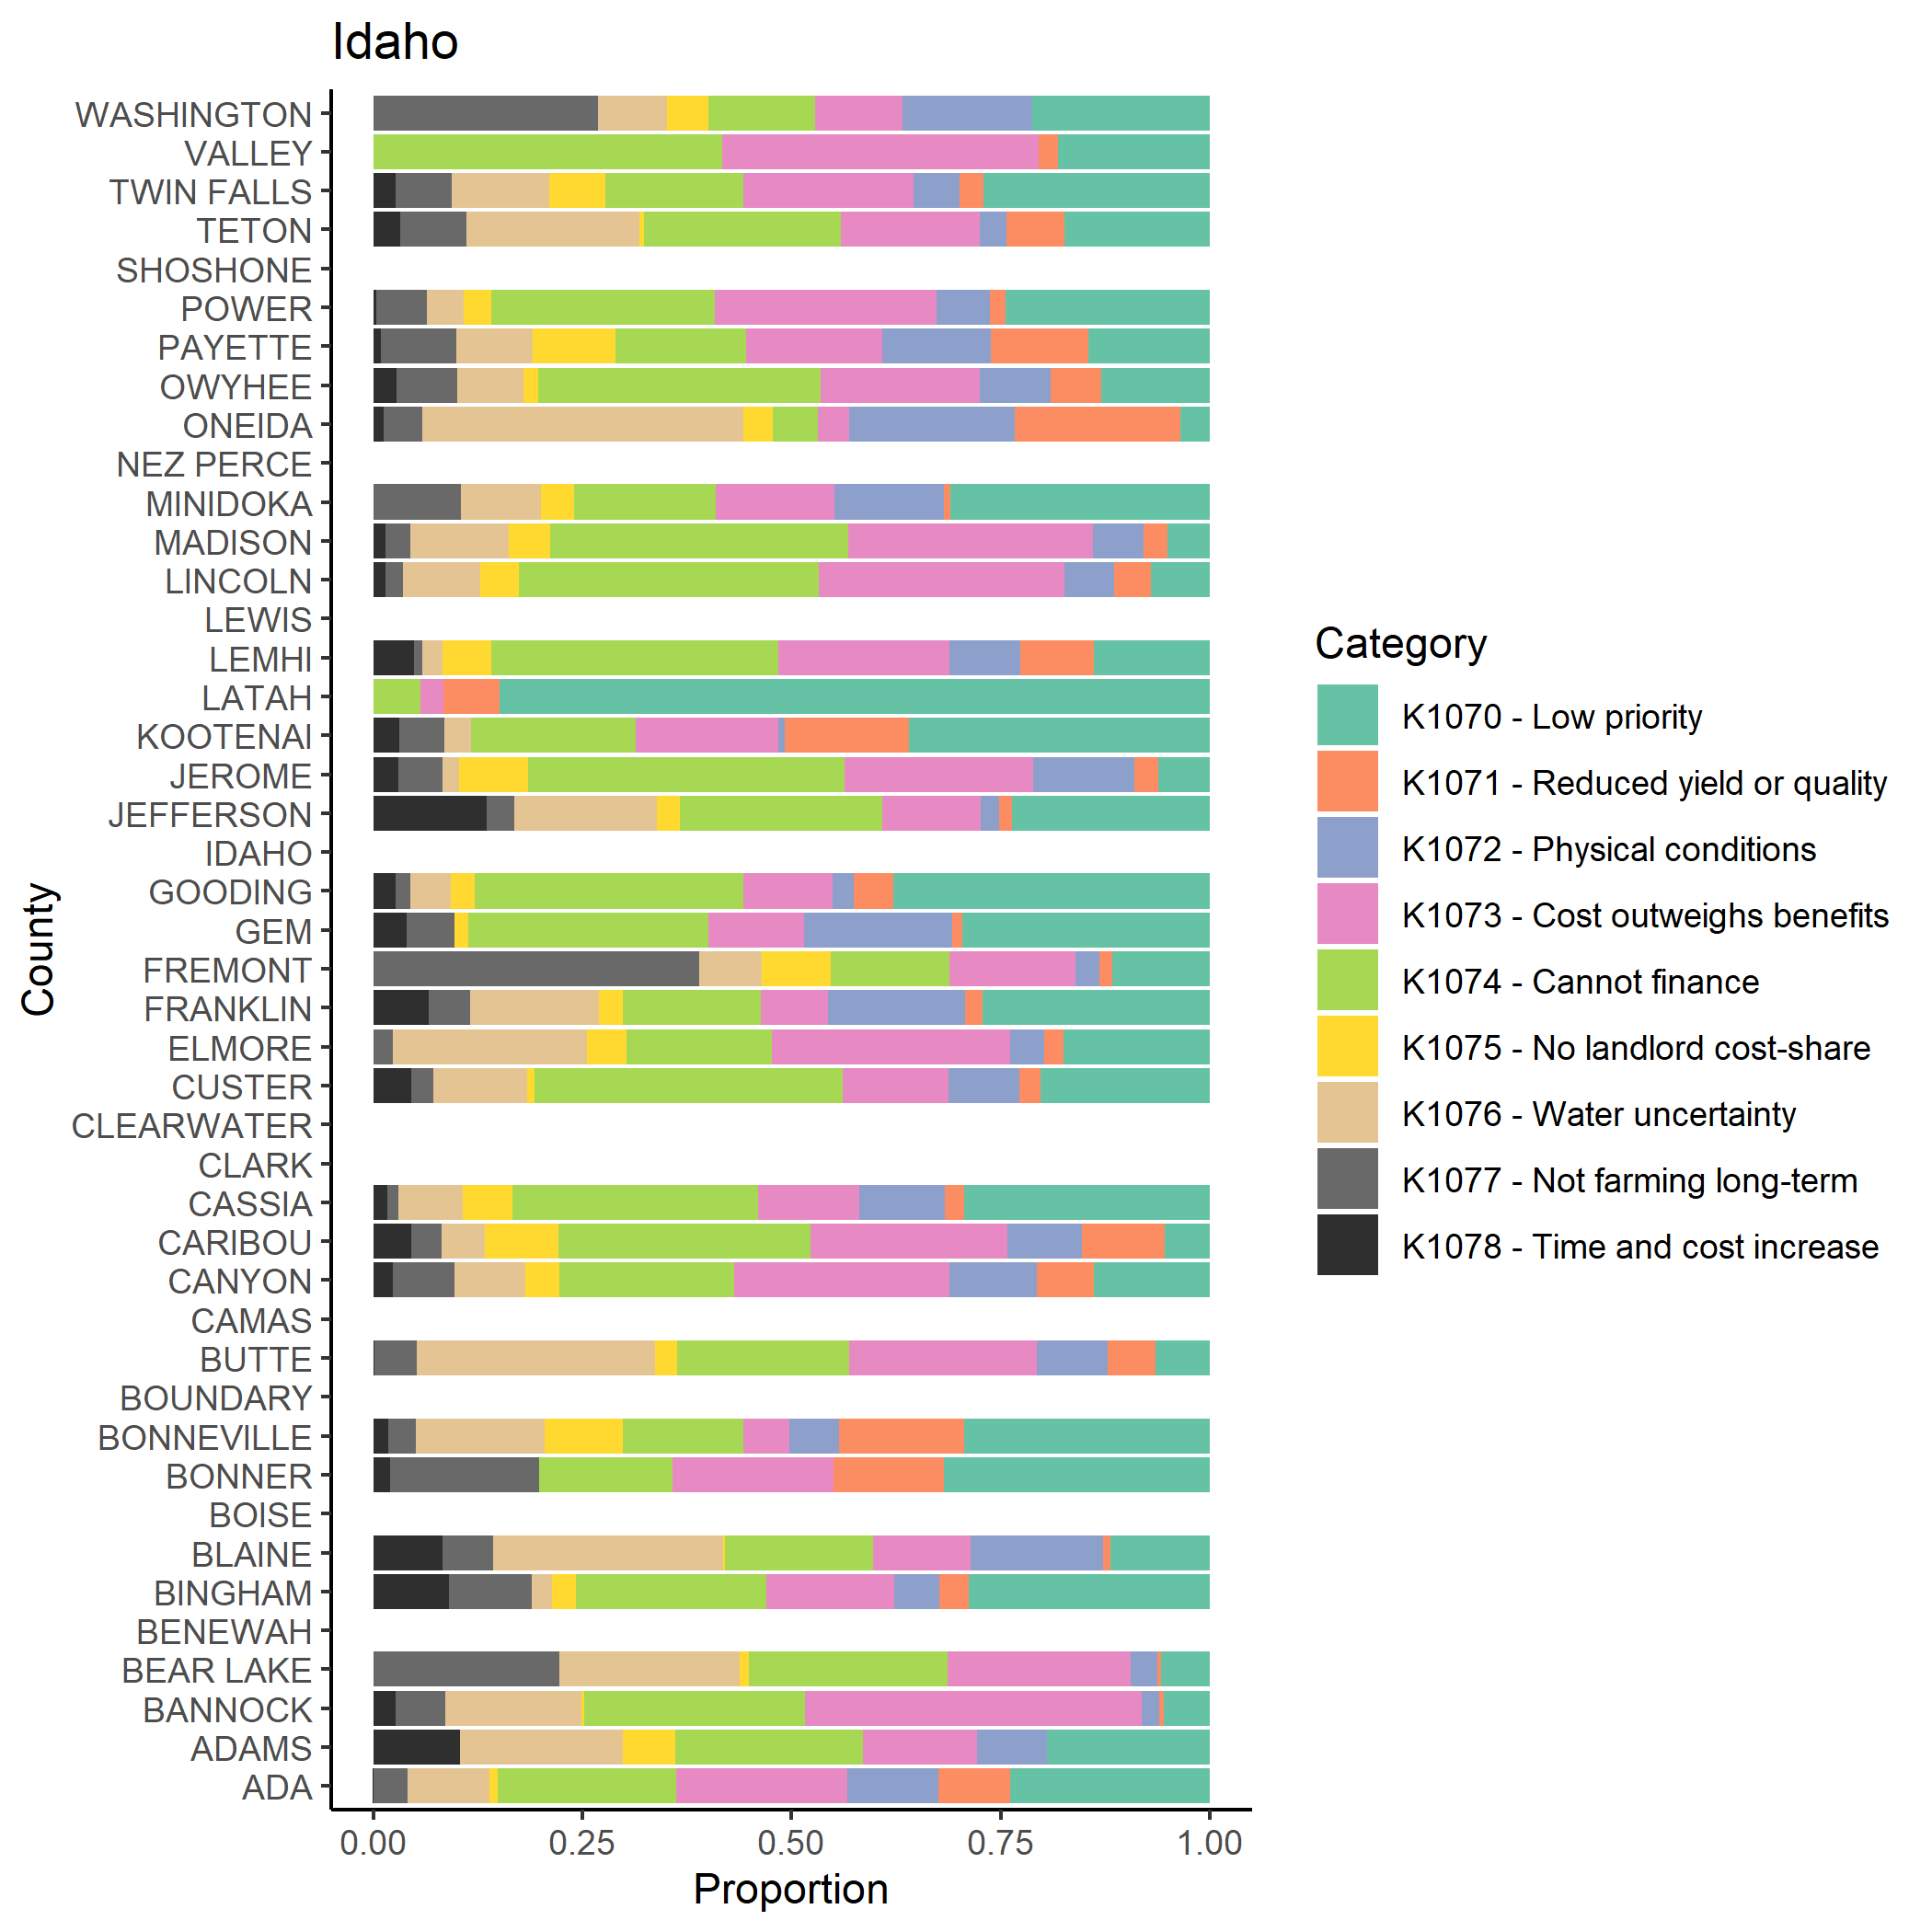 Idaho
WASHINGTON
VALLEY
TWIN FALLS
TETON
SHOSHONE
POWER
PAYETTE
OWYHEE
ONEIDA
NEZ PERCE
MINIDOKA
MADISON
LINCOLN
LEWIS
LEMHI
LATAH
KOOTENAI
JEROME
JEFFERSON
IDAHO
GOODING
GEM
FREMONT
FRANKLIN
ELMORE
CUSTER
CLEARWATER
CLARK
CASSIA
CARIBOU
CANYON
CAMAS
BUTTE
BOUNDARY
BONNEVILLE
BONNER
BOISE
BLAINE
BINGHAM
BENEWAH
BEAR LAKE
BANNOCK
ADAMS
ADA
County
0.00 0.25 0.50 0.75 1.00
Proportion
Category
K1070 - Low priority
K1071 - Reduced yield or quality
K1072 - Physical conditions
K1073 - Cost outweighs benefits
K1074 - Cannot finance
K1075 - No landlord cost-share
K1076 - Water uncertainty
K1077 - Not farming long-term
K1078 - Time and cost increase